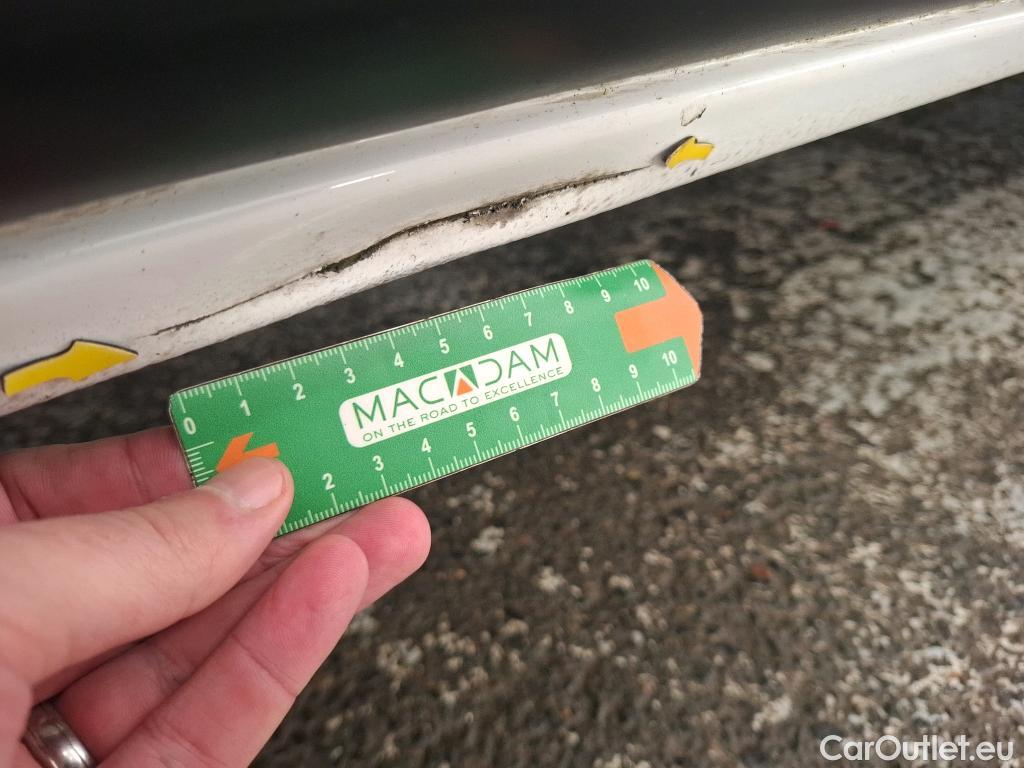 0 1 2 3 4 5 6 7 8 9 10
MACADAM
ON THE ROAD TO EXCELLENCE
2 3 4 5 6 7 8 9 10
CarOutlet.eu